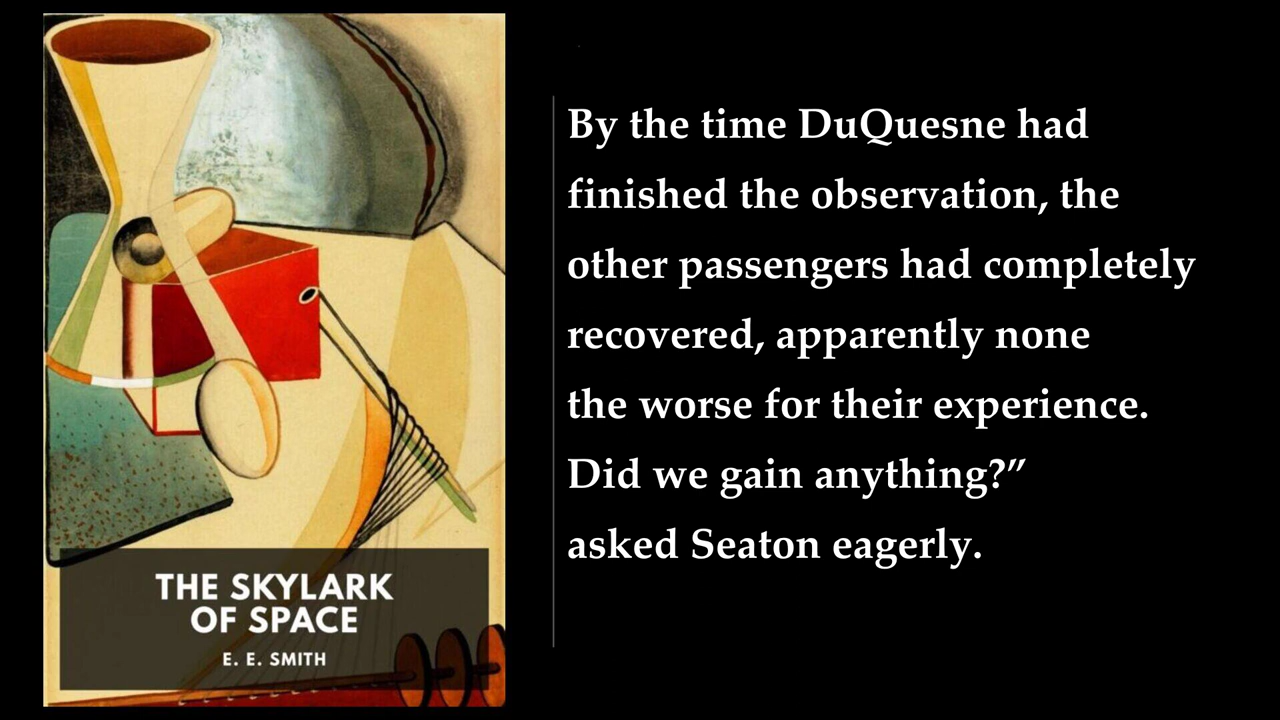 THE SKYLARK
OF SPACE
E. E. SMITH
By the time DuQuesne had
finished the observation, the
other passengers had completely
recovered, apparently none
the worse for their experience.
Did we gain anything?”
asked Seaton eagerly.